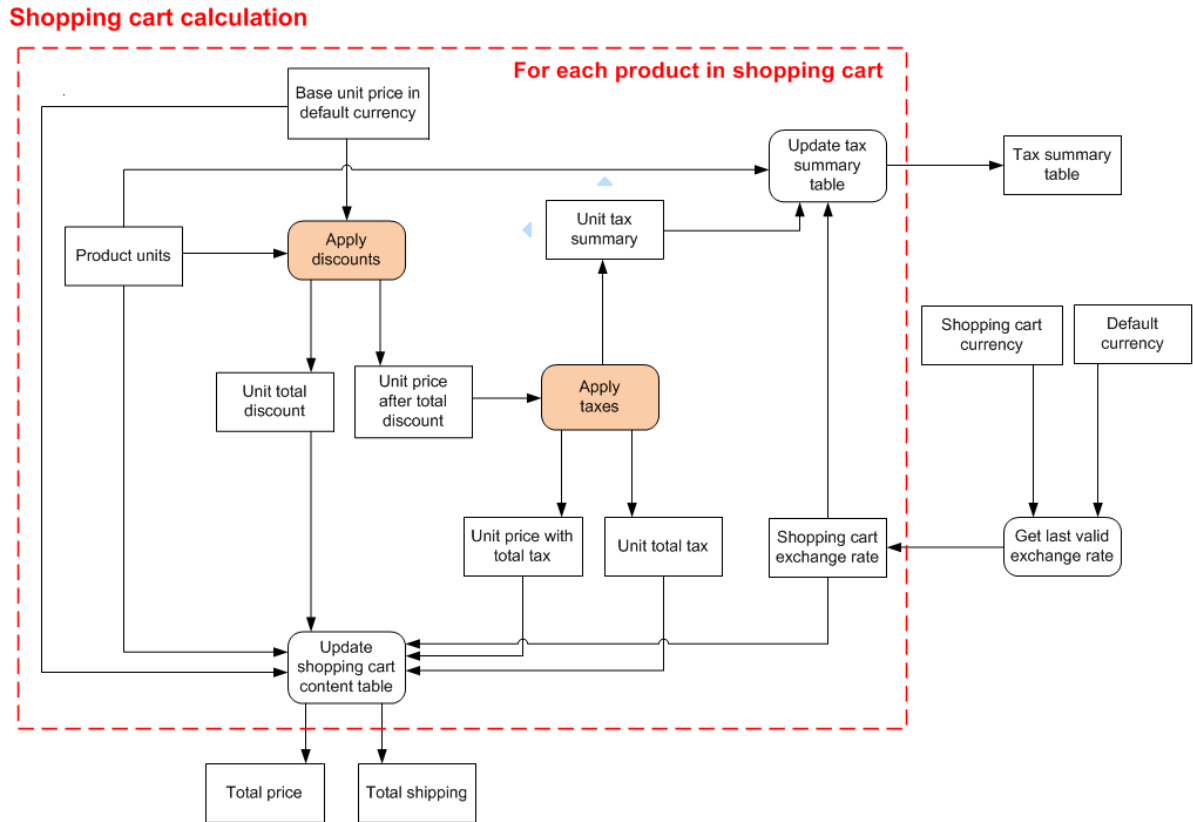 Shopping cart calculation
For each product in shopping cart
Base unit price in
default currency
Update tax
summary
table
Tax summary
table
Product units
Apply
discounts
Unit tax
summary
Shopping cart
currency
Default
currency
Unit total
discount
Unit price
after total
discount
Apply
taxes
Unit price with
total tax
Unit total tax
Shopping cart
exchange rate
Get last valid
exchange rate
Update
shopping cart
content table
Total price
Total shipping